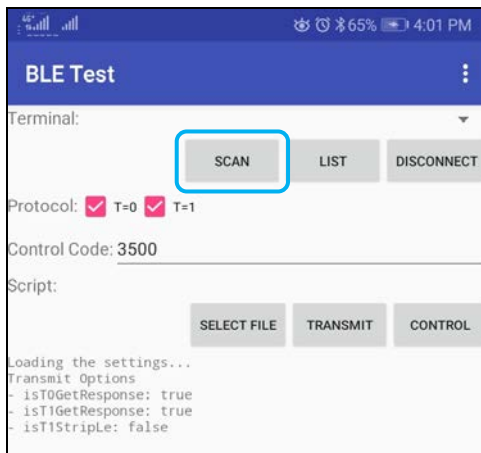 46+ 65% 4:01 PM
BLE Test
Terminal:
SCAN LIST DISCONNECT
Protocol: T=0 T=1
Control Code: 3500
Script:
SELECT FILE TRANSMIT CONTROL
Loading the settings...
Transmit Options
- isT0GetResponse: true
- isT1GetResponse: true
- isT1StripLe: false